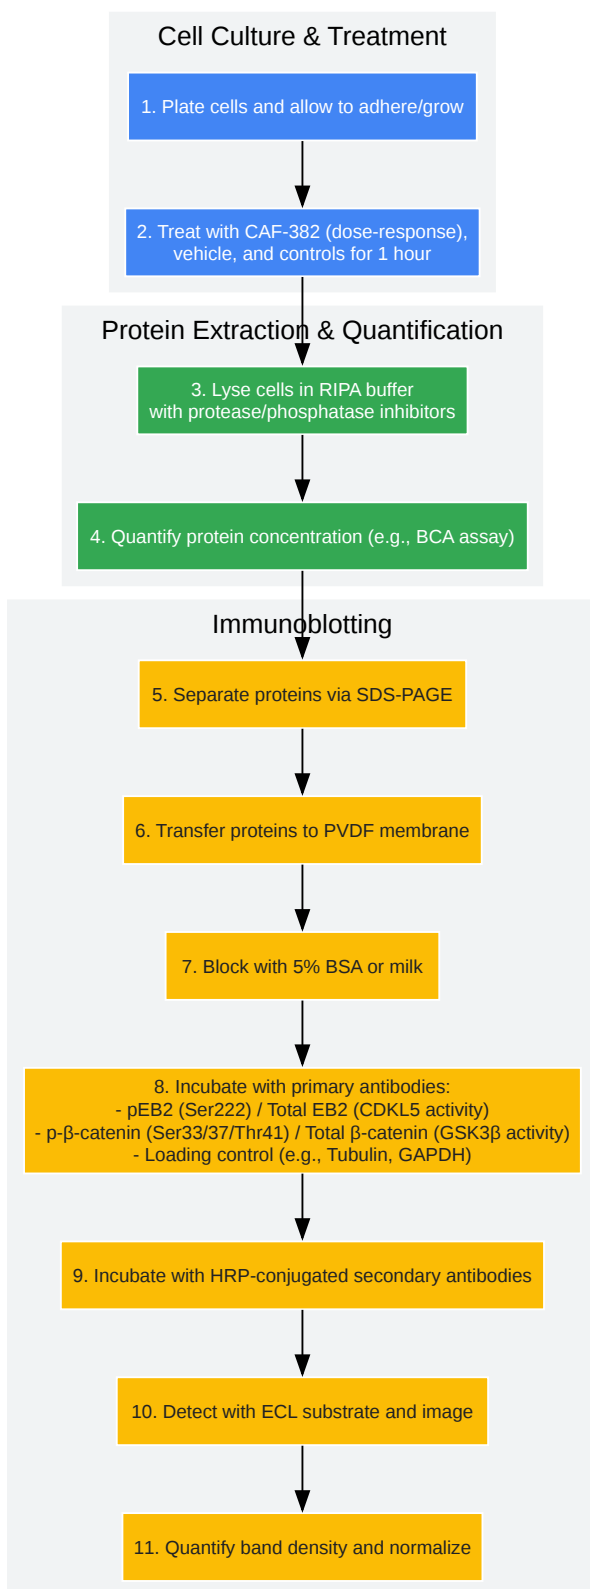 Cell Culture & Treatment
1. Plate cells and allow to adhere/grow
2. Treat with CAF-382 (dose-response),
vehicle, and controls for 1 hour
Protein Extraction & Quantification
3. Lyse cells in RIPA buffer
with protease/phosphatase inhibitors
4. Quantify protein concentration (e.g., BCA assay)
Immunoblotting
5. Separate proteins via SDS-PAGE
6. Transfer proteins to PVDF membrane
7. Block with 5% BSA or milk
8. Incubate with primary antibodies:
- pEB2 (Ser222) / Total EB2 (CDKL5 activity)
- p-β-catenin (Ser33/37/Thr41) / Total β-catenin (GSK3β activity)
- Loading control (e.g., Tubulin, GAPDH)
9. Incubate with HRP-conjugated secondary antibodies
10. Detect with ECL substrate and image
11. Quantify band density and normalize